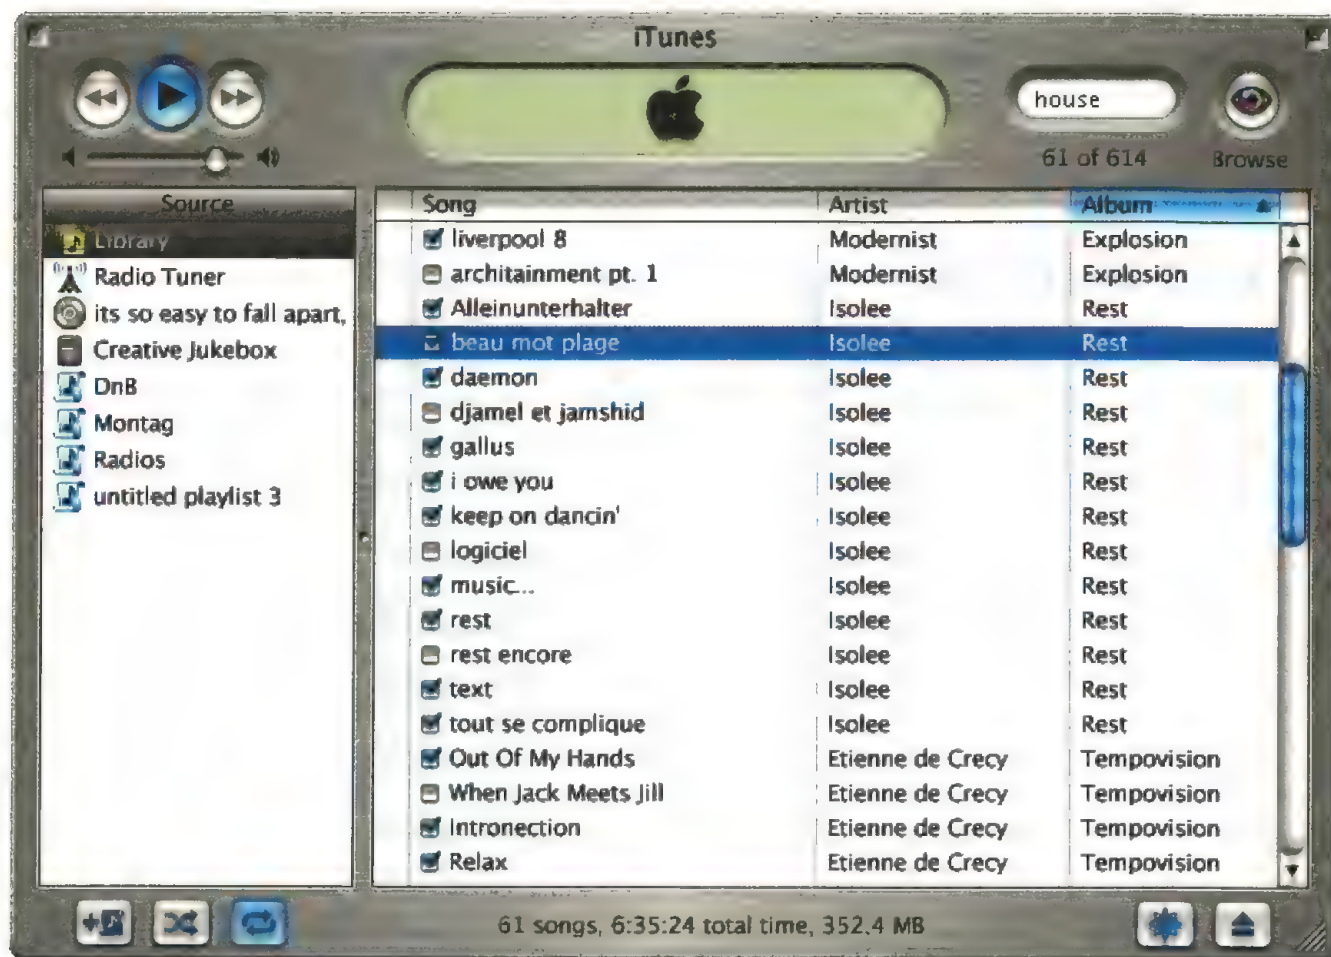 iTunes
house
61 of 614
Browse
Source
Library
Radio Tuner
its so easy to fall apart,
Creative Jukebox
DnB
Montag
Radios
untitled playlist 3
Song Artist Album
liverpool 8 Modernist Explosion
architainment pt. 1 Modernist Explosion
Alleinunterhalter Isolee Rest
beau mot plage Isolee Rest
daemon Isolee Rest
djamel et jamshid Isolee Rest
gallus Isolee Rest
i owe you Isolee Rest
keep on dancin' Isolee Rest
logiciel Isolee Rest
music... Isolee Rest
rest Isolee Rest
rest encore Isolee Rest
text Isolee Rest
tout se complique Isolee Rest
Out Of My Hands Etienne de Crecy Tempovision
When Jack Meets Jill Etienne de Crecy Tempovision
Intronection Etienne de Crecy Tempovision
Relax Etienne de Crecy Tempovision
61 songs, 6:35:24 total time, 352.4 MB